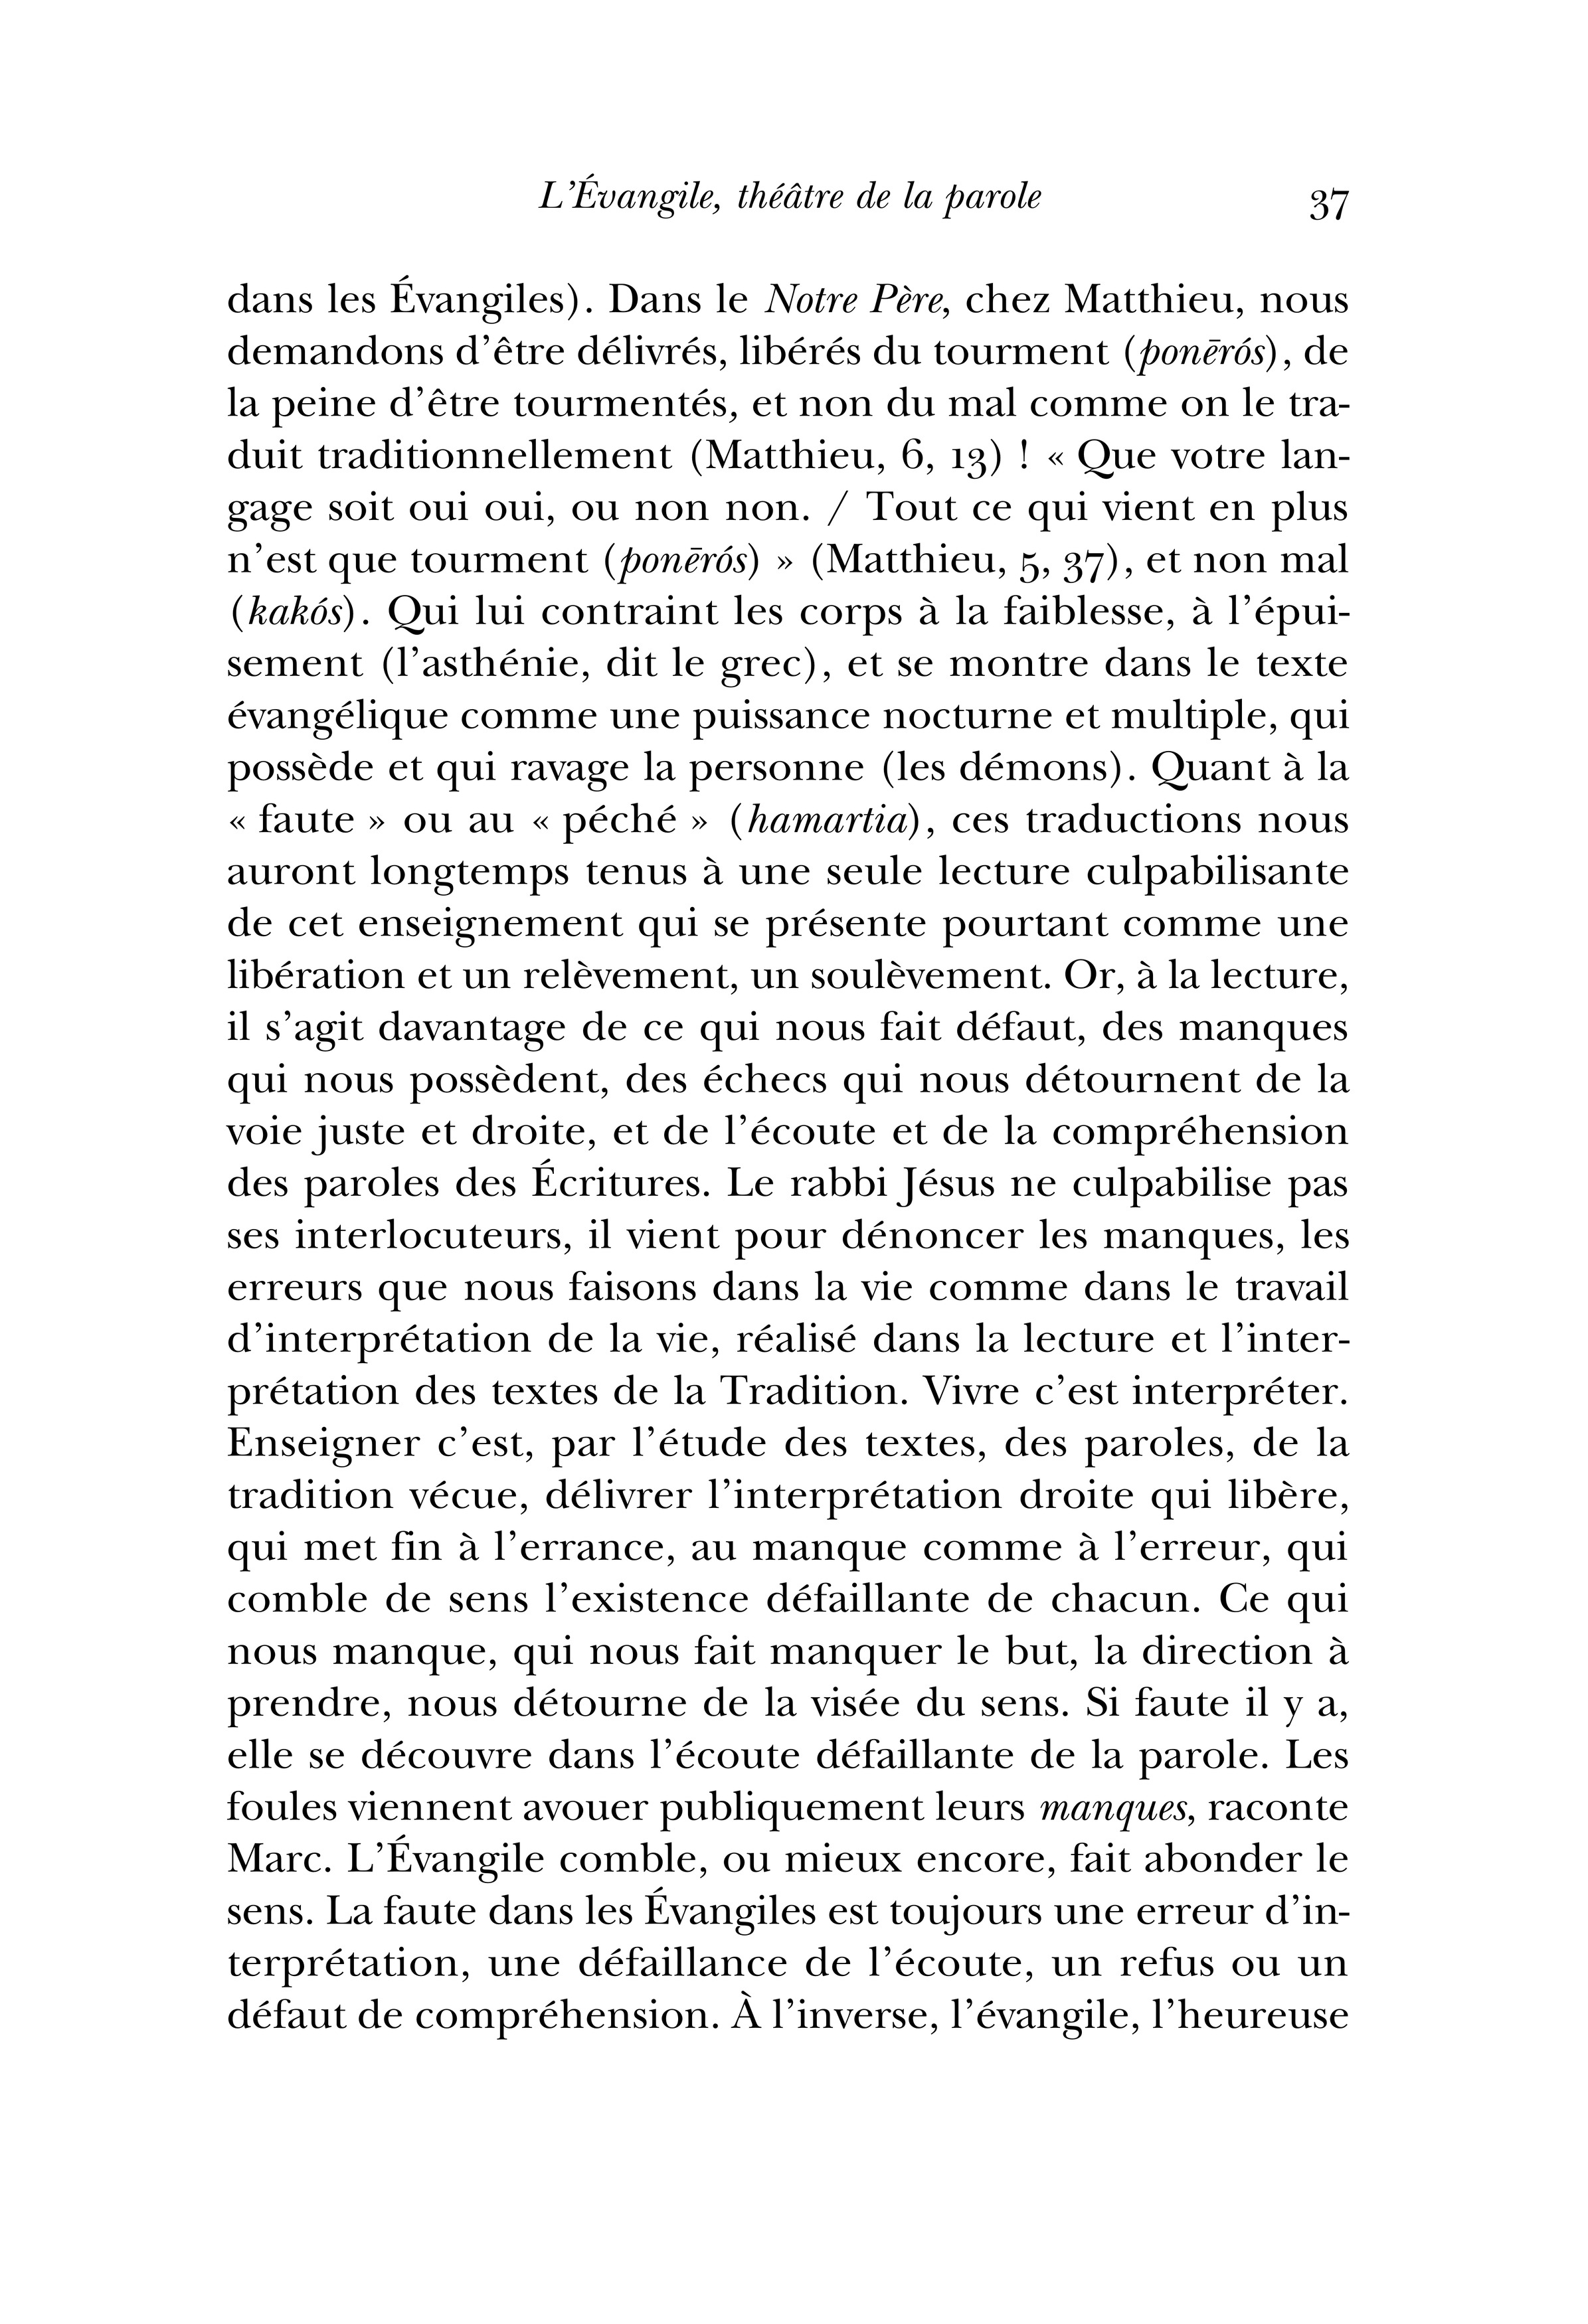 L’Évangile, théâtre de la parole 37
dans les Évangiles). Dans le Notre Père, chez Matthieu, nous
demandons d’être délivrés, libérés du tourment (ponērós), de
la peine d’être tourmentés, et non du mal comme on le tra-
duit traditionnellement (Matthieu, 6, 13) ! « Que votre lan-
gage soit oui oui, ou non non. / Tout ce qui vient en plus
n’est que tourment (ponērós) » (Matthieu, 5, 37), et non mal
(kakós). Qui lui contraint les corps à la faiblesse, à l’épui-
sement (l’asthénie, dit le grec), et se montre dans le texte
évangélique comme une puissance nocturne et multiple, qui
possède et qui ravage la personne (les démons). Quant à la
« faute » ou au « péché » (hamartia), ces traductions nous
auront longtemps tenus à une seule lecture culpabilisante
de cet enseignement qui se présente pourtant comme une
libération et un relèvement, un soulèvement. Or, à la lecture,
il s’agit davantage de ce qui nous fait défaut, des manques
qui nous possèdent, des échecs qui nous détournent de la
voie juste et droite, et de l’écoute et de la compréhension
des paroles des Écritures. Le rabbi Jésus ne culpabilise pas
ses interlocuteurs, il vient pour dénoncer les manques, les
erreurs que nous faisons dans la vie comme dans le travail
d’interprétation de la vie, réalisé dans la lecture et l’inter-
prétation des textes de la Tradition. Vivre c’est interpréter.
Enseigner c’est, par l’étude des textes, des paroles, de la
tradition vécue, délivrer l’interprétation droite qui libère,
qui met fin à l’errance, au manque comme à l’erreur, qui
comble de sens l’existence défaillante de chacun. Ce qui
nous manque, qui nous fait manquer le but, la direction à
prendre, nous détourne de la visée du sens. Si faute il y a,
elle se découvre dans l’écoute défaillante de la parole. Les
foules viennent avouer publiquement leurs manques, raconte
Marc. L’Évangile comble, ou mieux encore, fait abonder le
sens. La faute dans les Évangiles est toujours une erreur d’in-
terprétation, une défaillance de l’écoute, un refus ou un
défaut de compréhension. À l’inverse, l’évangile, l’heureuse